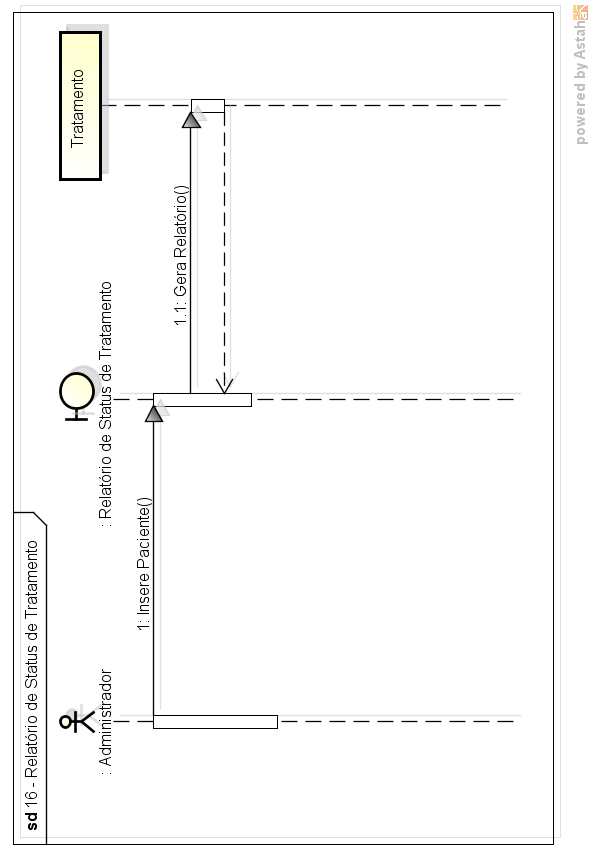 sd 16 - Relatório de Status de Tratamento
: Administrador
: Relatório de Status de Tratamento
Tratamento
1: Insere Paciente()
1.1: Gera Relatório()
powered by Astah